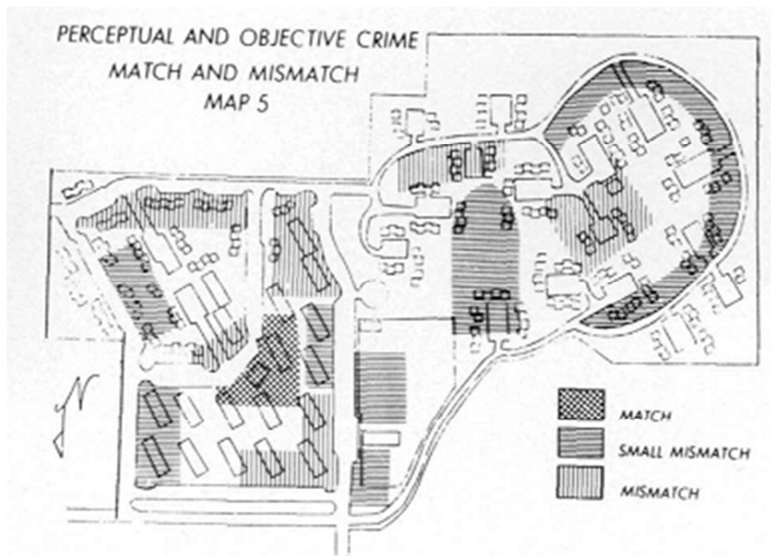 PERCEPTUAL AND OBJECTIVE CRIME
MATCH AND MISMATCH
MAP 5
MATCH
SMALL MISMATCH
MISMATCH